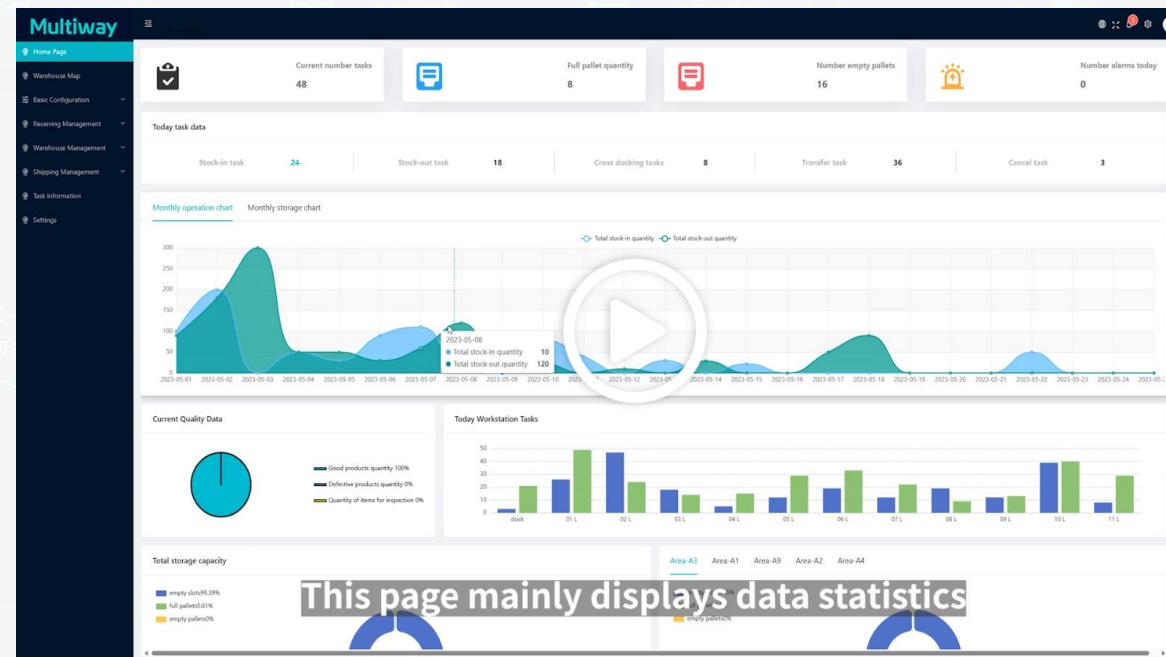 Multiway
Home Page
Warehouse Map
Basic Configuration
Receiving Management
Warehouse Management
Shipping Management
Task Information
Settings
Current number tasks
48
Full pallet quantity
8
Number empty pallets
16
Number alarms today
0
Today task data
Stock-in task 24 Stock-out task 18 Cross docking tasks 8 Transfer task 36 Cancal task 3
Monthly operation chart Monthly storage chart
Total stock-in quantity Total stock-out quantity
300
250
200
150
100
50
0
2023-05-01 2023-05-02 2023-05-03 2023-05-04 2023-05-05 2023-05-06 2023-05-07 2023-05-08 2023-05-09 2023-05-10 2023-05-12 2023-05-14 2023-05-15 2023-05-16 2023-05-17 2023-05-18 2023-05-19 2023-05-20 2023-05-21 2023-05-22 2023-05-23 2023-05-24
2023-05-08
Total stock-in quantity 10
Total stock-out quantity 120
Current Quality Data
Good products quantity 100%
Defective products quantity 0%
Quantity of items for inspection 0%
Today Workstation Tasks
50
40
30
20
10
0
dock 01 L 02 L 03 L 04 L 05 L 06 L 07 L 08 L 09 L 10 L 11 L
Total storage capacity
empty slots99.39%
full pallets0.61%
empty pallets0%
Area-A3 Area-A1 Area-A9 Area-A2 Area-A4
empty pallets0%
This page mainly displays data statistics